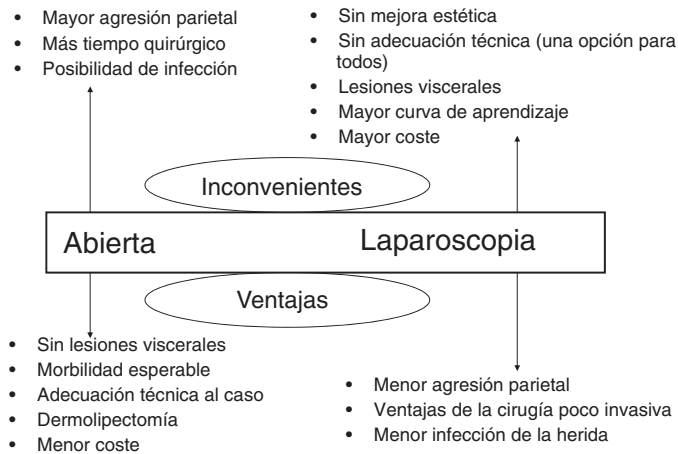 • Mayor agresión parietal
• Más tiempo quirúrgico
• Posibilidad de infección
• Sin mejora estética
• Sin adecuación técnica (una opción para
todos)
• Lesiones viscerales
• Mayor curva de aprendizaje
• Mayor coste
Inconvenientes
Abierta
Laparoscopia
Ventajas
• Sin lesiones viscerales
• Morbilidad esperable
• Adecuación técnica al caso
• Dermolipectomía
• Menor coste
• Menor agresión parietal
• Ventajas de la cirugía poco invasiva
• Menor infección de la herida